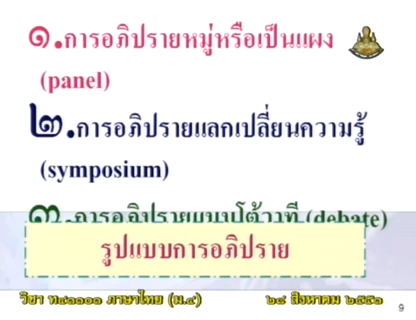 ๑.การอภิปรายหมู่หรือเป็นแผง
(panel)
๒.การอภิปรายแลกเปลี่ยนความรู้
(symposium)
๓.การอภิปรายแบบโต้วาที (debate)
รูปแบบการอภิปราย
วิชา ท๔๑๑๐๑ ภาษาไทย (ม.๔) ๒๘ สิงหาคม ๒๕๕๑
9